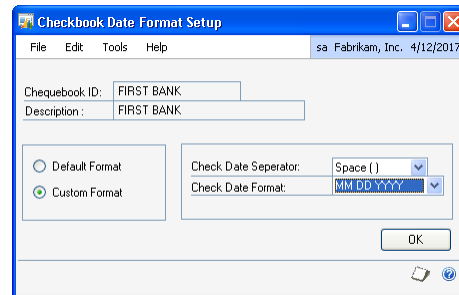 Checkbook Date Format Setup
File Edit Tools Help sa Fabrikam, Inc. 4/12/2017
Chequebook ID: FIRST BANK
Description : FIRST BANK
Default Format
Custom Format
Check Date Seperator: Space ( )
Check Date Format: MM DD YYYY
OK